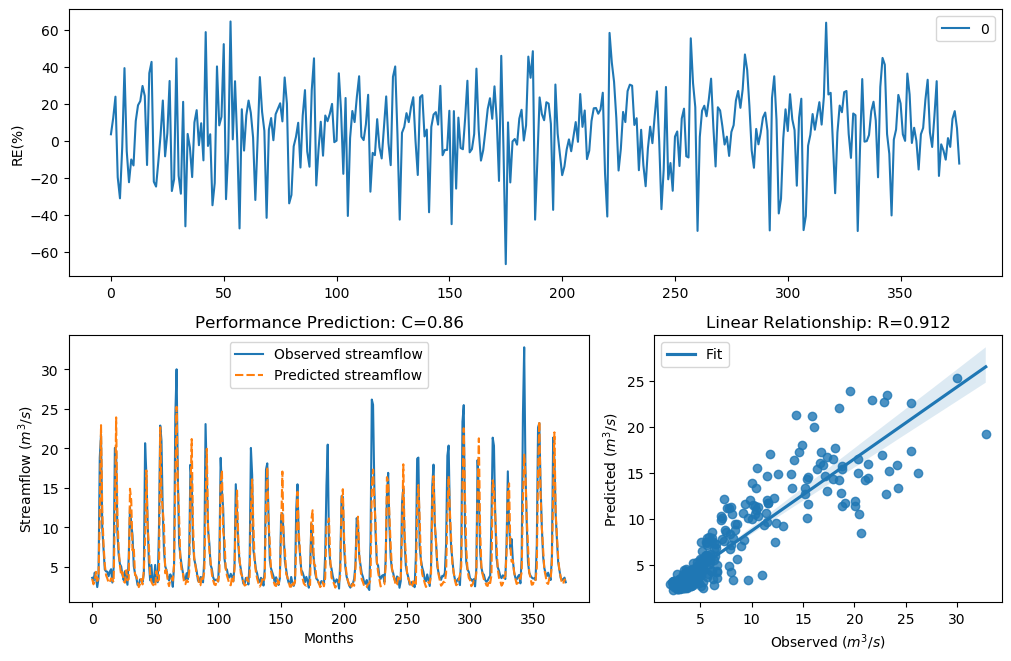 RE(%)
60
40
20
0
−20
−40
−60
0
0 50 100 150 200 250 300 350
Performance Prediction: C=0.86
Streamflow (m³/s)
30
25
20
15
10
5
Observed streamflow
Predicted streamflow
0 50 100 150 200 250 300 350
Months
Linear Relationship: R=0.912
Predicted (m³/s)
25
20
15
10
5
Fit
5 10 15 20 25 30
Observed (m³/s)